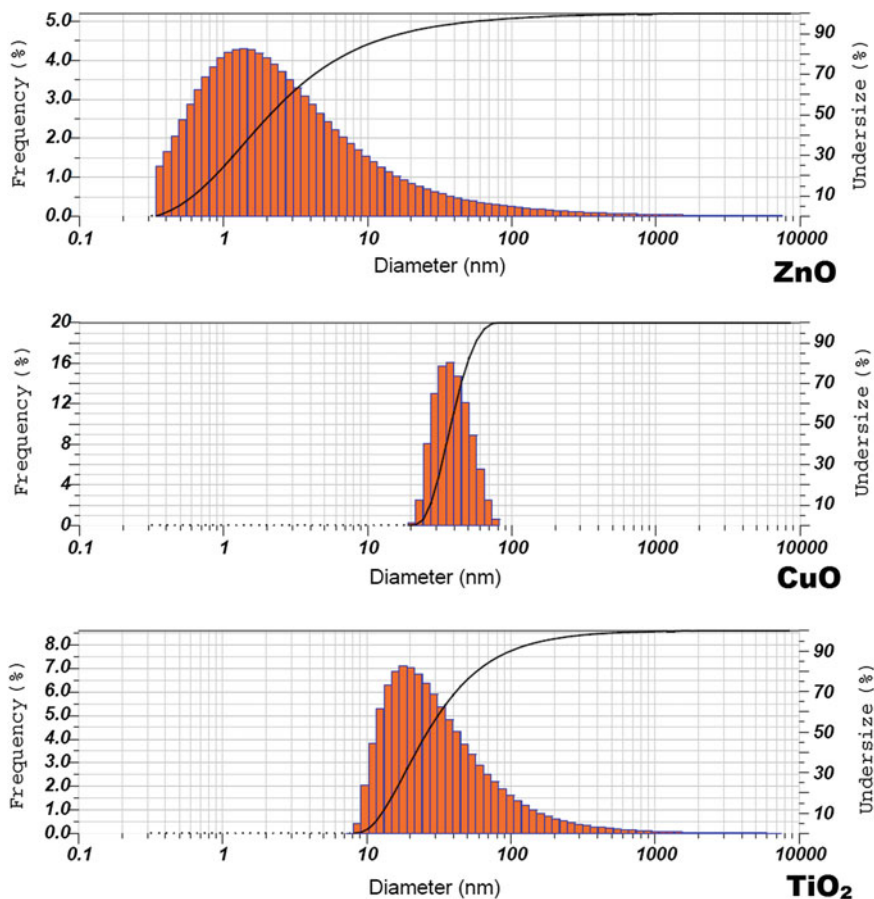 5.0
4.0
3.0
2.0
1.0
0.0
Frequency (%)
90
70
50
30
10
Undersize (%)
0.1 1 10 100 1000 10000
Diameter (nm)
ZnO
20
16
12
8
4
0
Frequency (%)
90
70
50
30
10
Undersize (%)
0.1 1 10 100 1000 10000
Diameter (nm)
CuO
8.0
7.0
6.0
5.0
4.0
3.0
2.0
1.0
0.0
Frequency (%)
90
70
50
30
10
Undersize (%)
0.1 1 10 100 1000 10000
Diameter (nm)
TiO₂